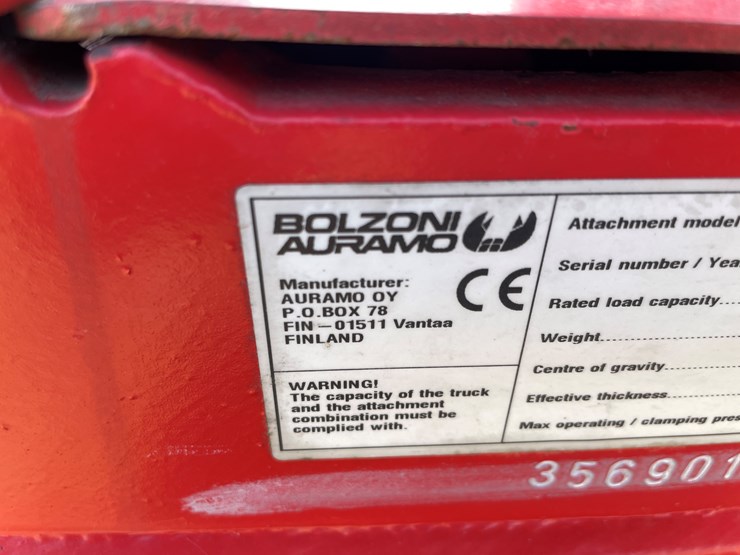 BOLZONI
AURAMO
Manufacturer:
AURAMO OY
P.O.BOX 78
FIN-01511 Vantaa
FINLAND
CE
WARNING!
The capacity of the truck
and the attachment
combination must be
complied with.
Attachment model
Serial number / Yea
Rated load capacity....
Weight.......................
Centre of gravity...........
Effective thickness............
Max operating / clamping pres
356901